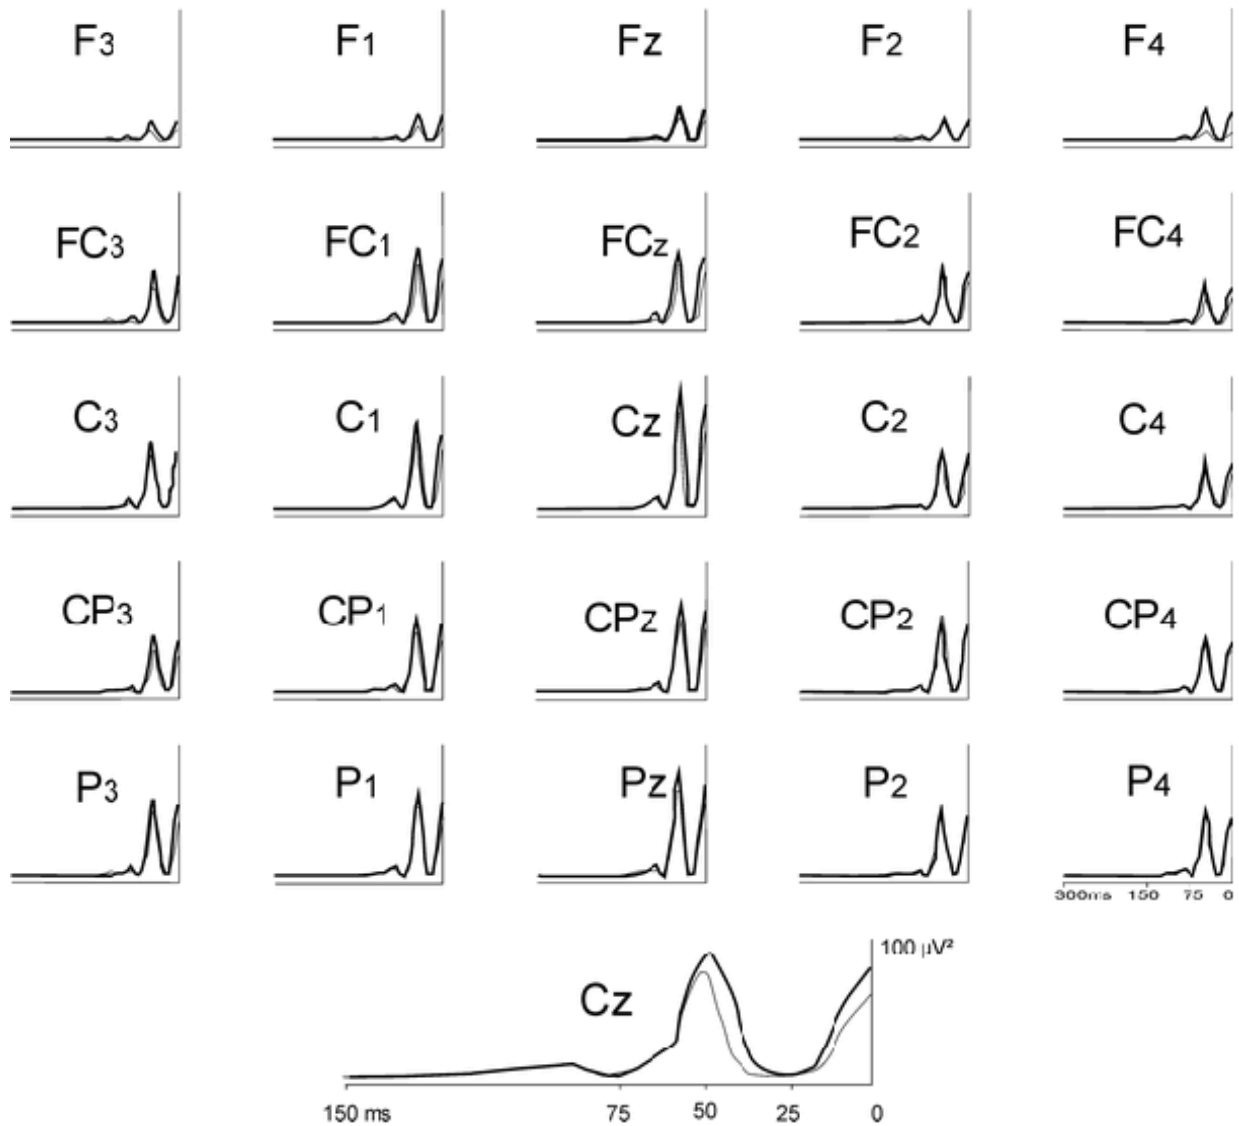 F3 F1 Fz F2 F4
FC3 FC1 FCz FC2 FC4
C3 C1 Cz C2 C4
CP3 CP1 CPz CP2 CP4
P3 P1 Pz P2 P4
300ms 150 75 0
100 µV²
Cz
150 ms 75 50 25 0